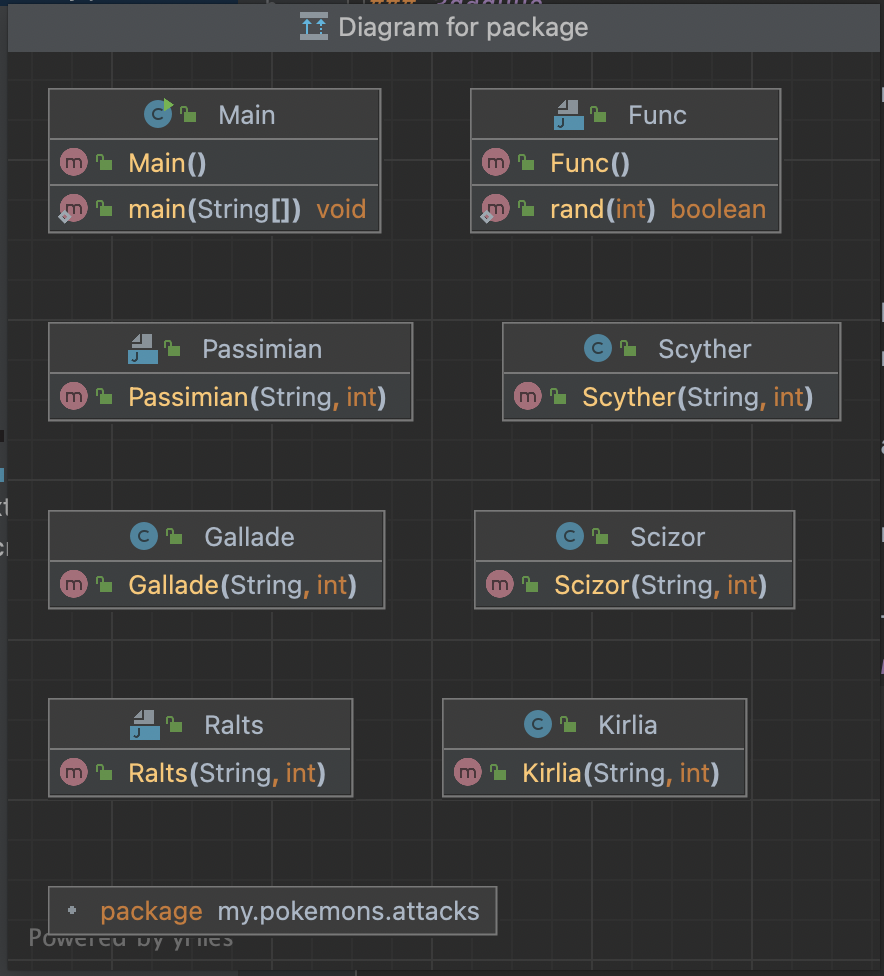 Diagram for package
Main
Main()
main(String[]) void
Func
Func()
rand(int) boolean
Passimian
Passimian(String, int)
Scyther
Scyther(String, int)
Gallade
Gallade(String, int)
Scizor
Scizor(String, int)
Ralts
Ralts(String, int)
Kirlia
Kirlia(String, int)
package my.pokemons.attacks
Powered by yFiles